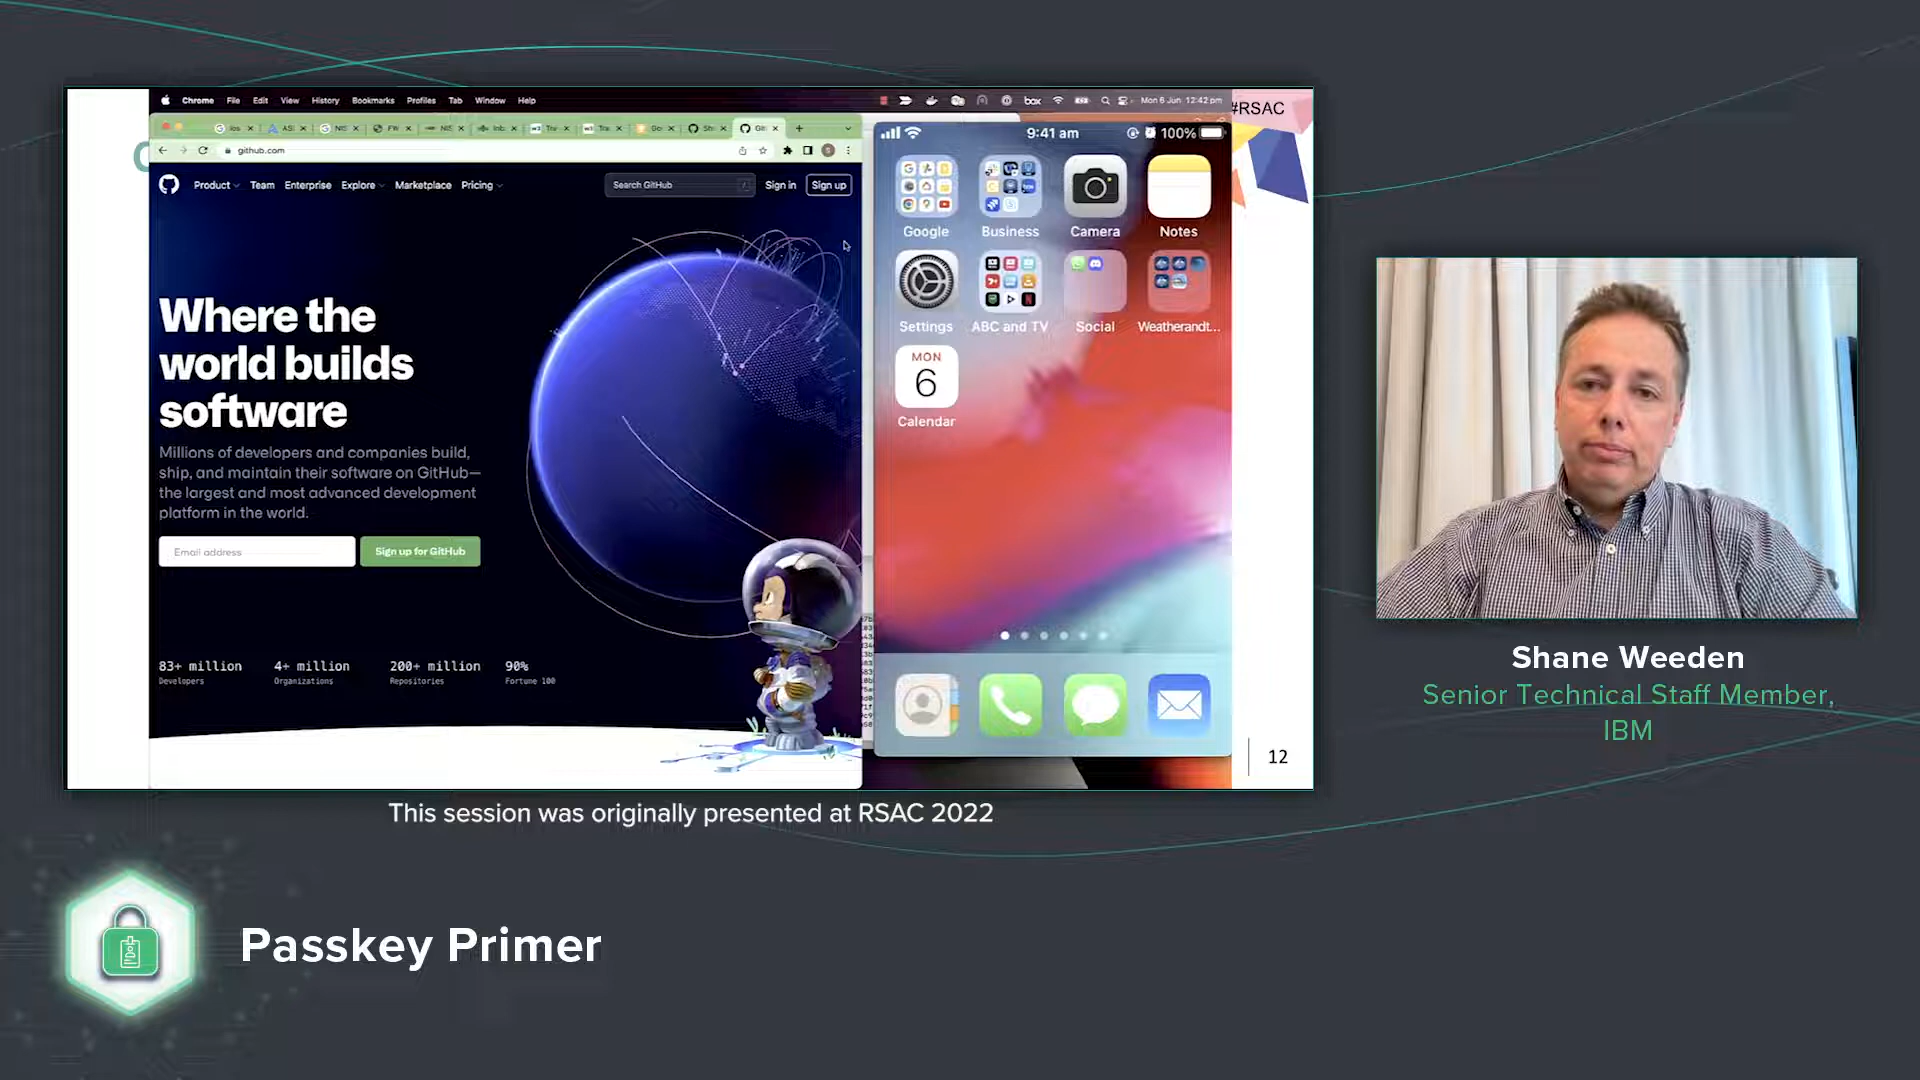 Chrome File Edit View History Bookmarks Profiles Tab Window Help
box Mon 6 Jun 12:42 pm
#RSAC
github.com
Product Team Enterprise Explore Marketplace Pricing
Search GitHub /
Sign in Sign up
Where the
world builds
software
Millions of developers and companies build,
ship, and maintain their software on GitHub—
the largest and most advanced development
platform in the world.
Email address
Sign up for GitHub
83+ million 4+ million 200+ million 90%
Developers Organizations Repositories Fortune 100
9:41 am 100%
Google Business Camera Notes
Settings ABC and TV Social Weatherandt...
MON
6
Calendar
12
This session was originally presented at RSAC 2022
Shane Weeden
Senior Technical Staff Member,
IBM
Passkey Primer